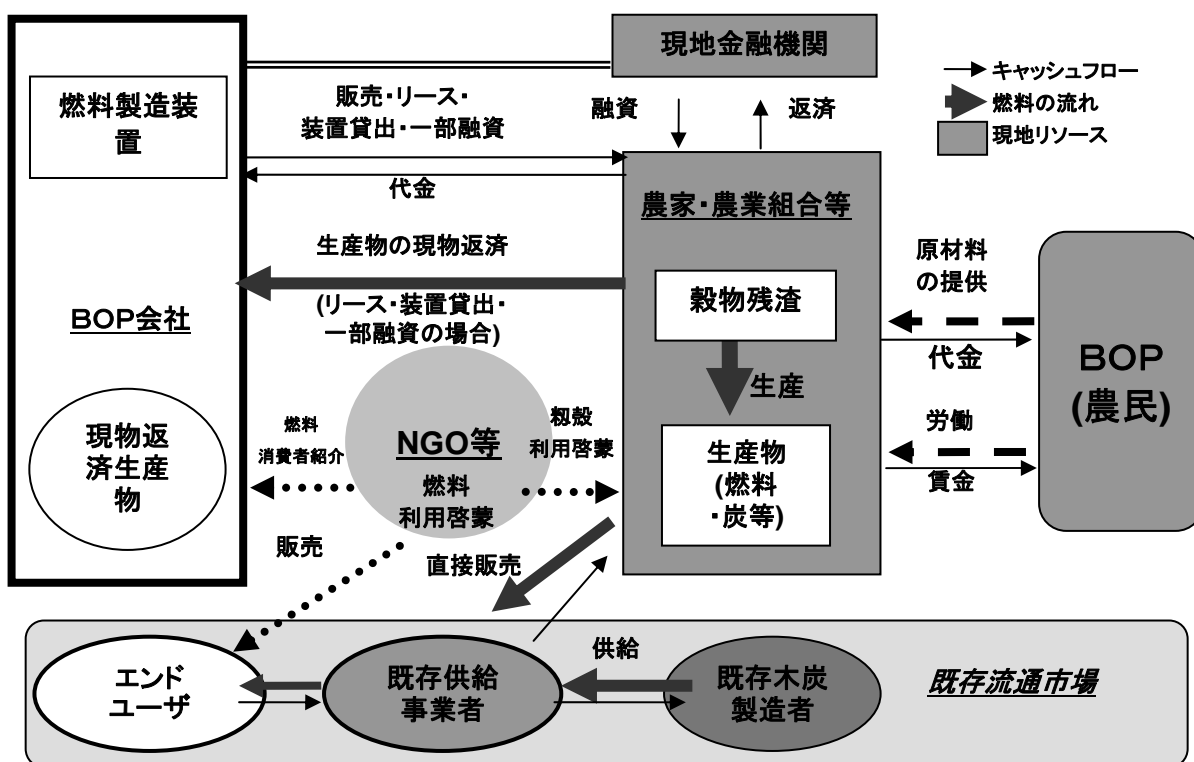 現地金融機関
キャッシュフロー
燃料の流れ
現地リソース
燃料製造装
置
販売・リース・
装置貸出・一部融資
融資
返済
代金
農家・農業組合等
生産物の現物返済
(リース・装置貸出・
一部融資の場合)
穀物残渣
原材料
の提供
代金
BOP会社
生産
BOP
(農民)
現物返
済生産
物
燃料
消費者紹介
NGO等
籾殻
利用啓蒙
燃料
利用啓蒙
生産物
(燃料
・炭等)
労働
賃金
販売
直接販売
供給
エンド
ユーザ
既存供給
事業者
既存木炭
製造者
既存流通市場